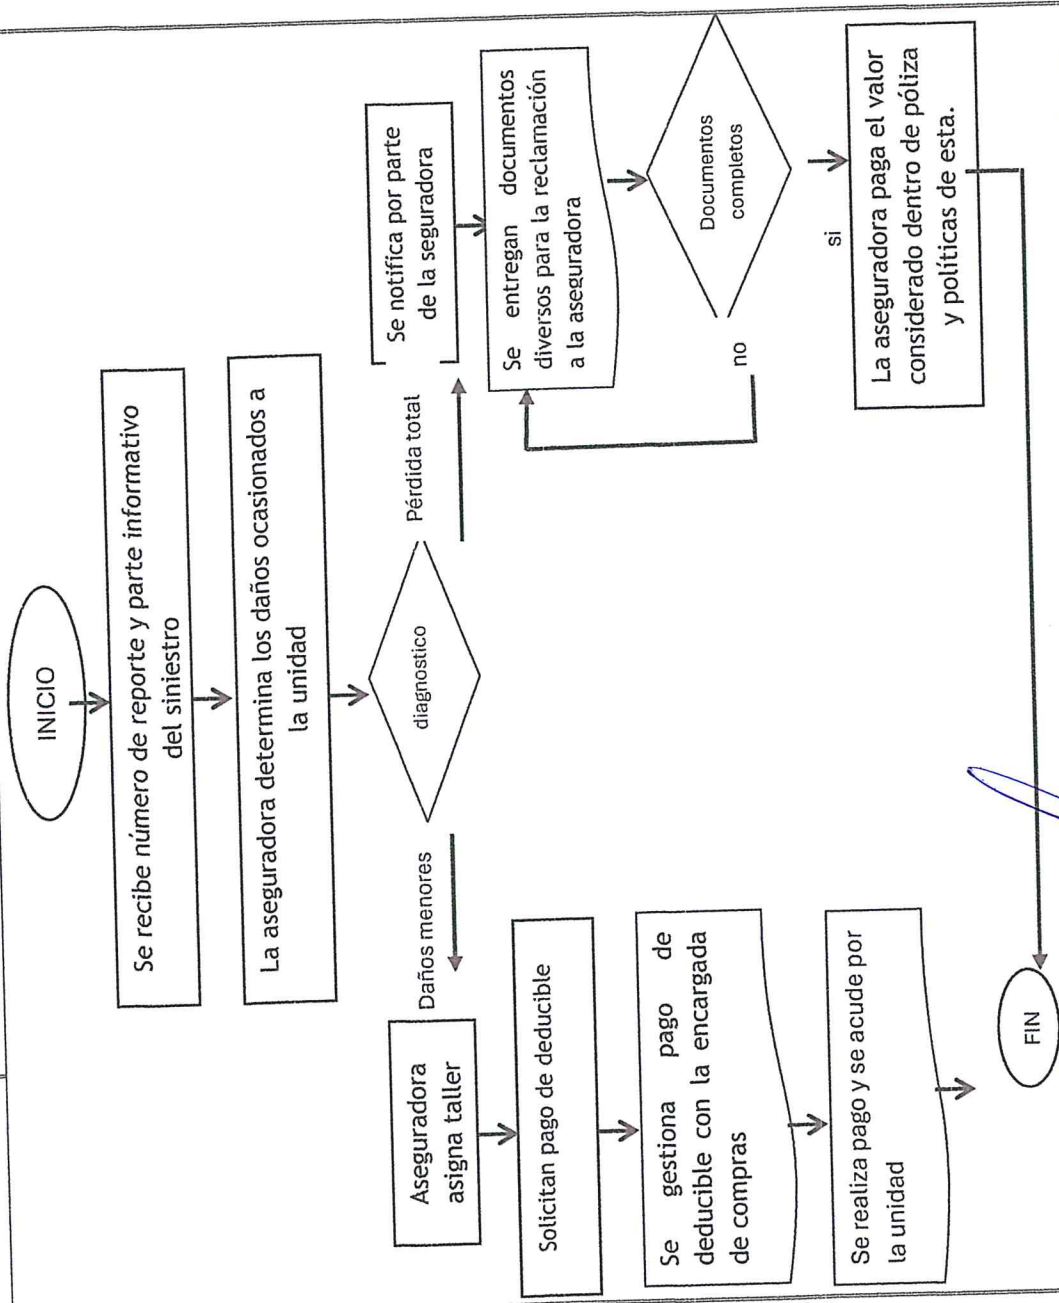 INICIO
Se recibe número de reporte y parte informativo
del siniestro
La aseguradora determina los daños ocasionados a
la unidad
diagnostico
Daños menores
Pérdida total
Aseguradora
asigna taller
Solicitan pago de deducible
Se gestiona pago de
deducible con la encargada
de compras
Se realiza pago y se acude por
la unidad
Se notifica por parte
de la seguradora
Se entregan documentos
diversos para la reclamación
a la aseguradora
Documentos
completos
no
si
La aseguradora paga el valor
considerado dentro de póliza
y políticas de esta.
FIN